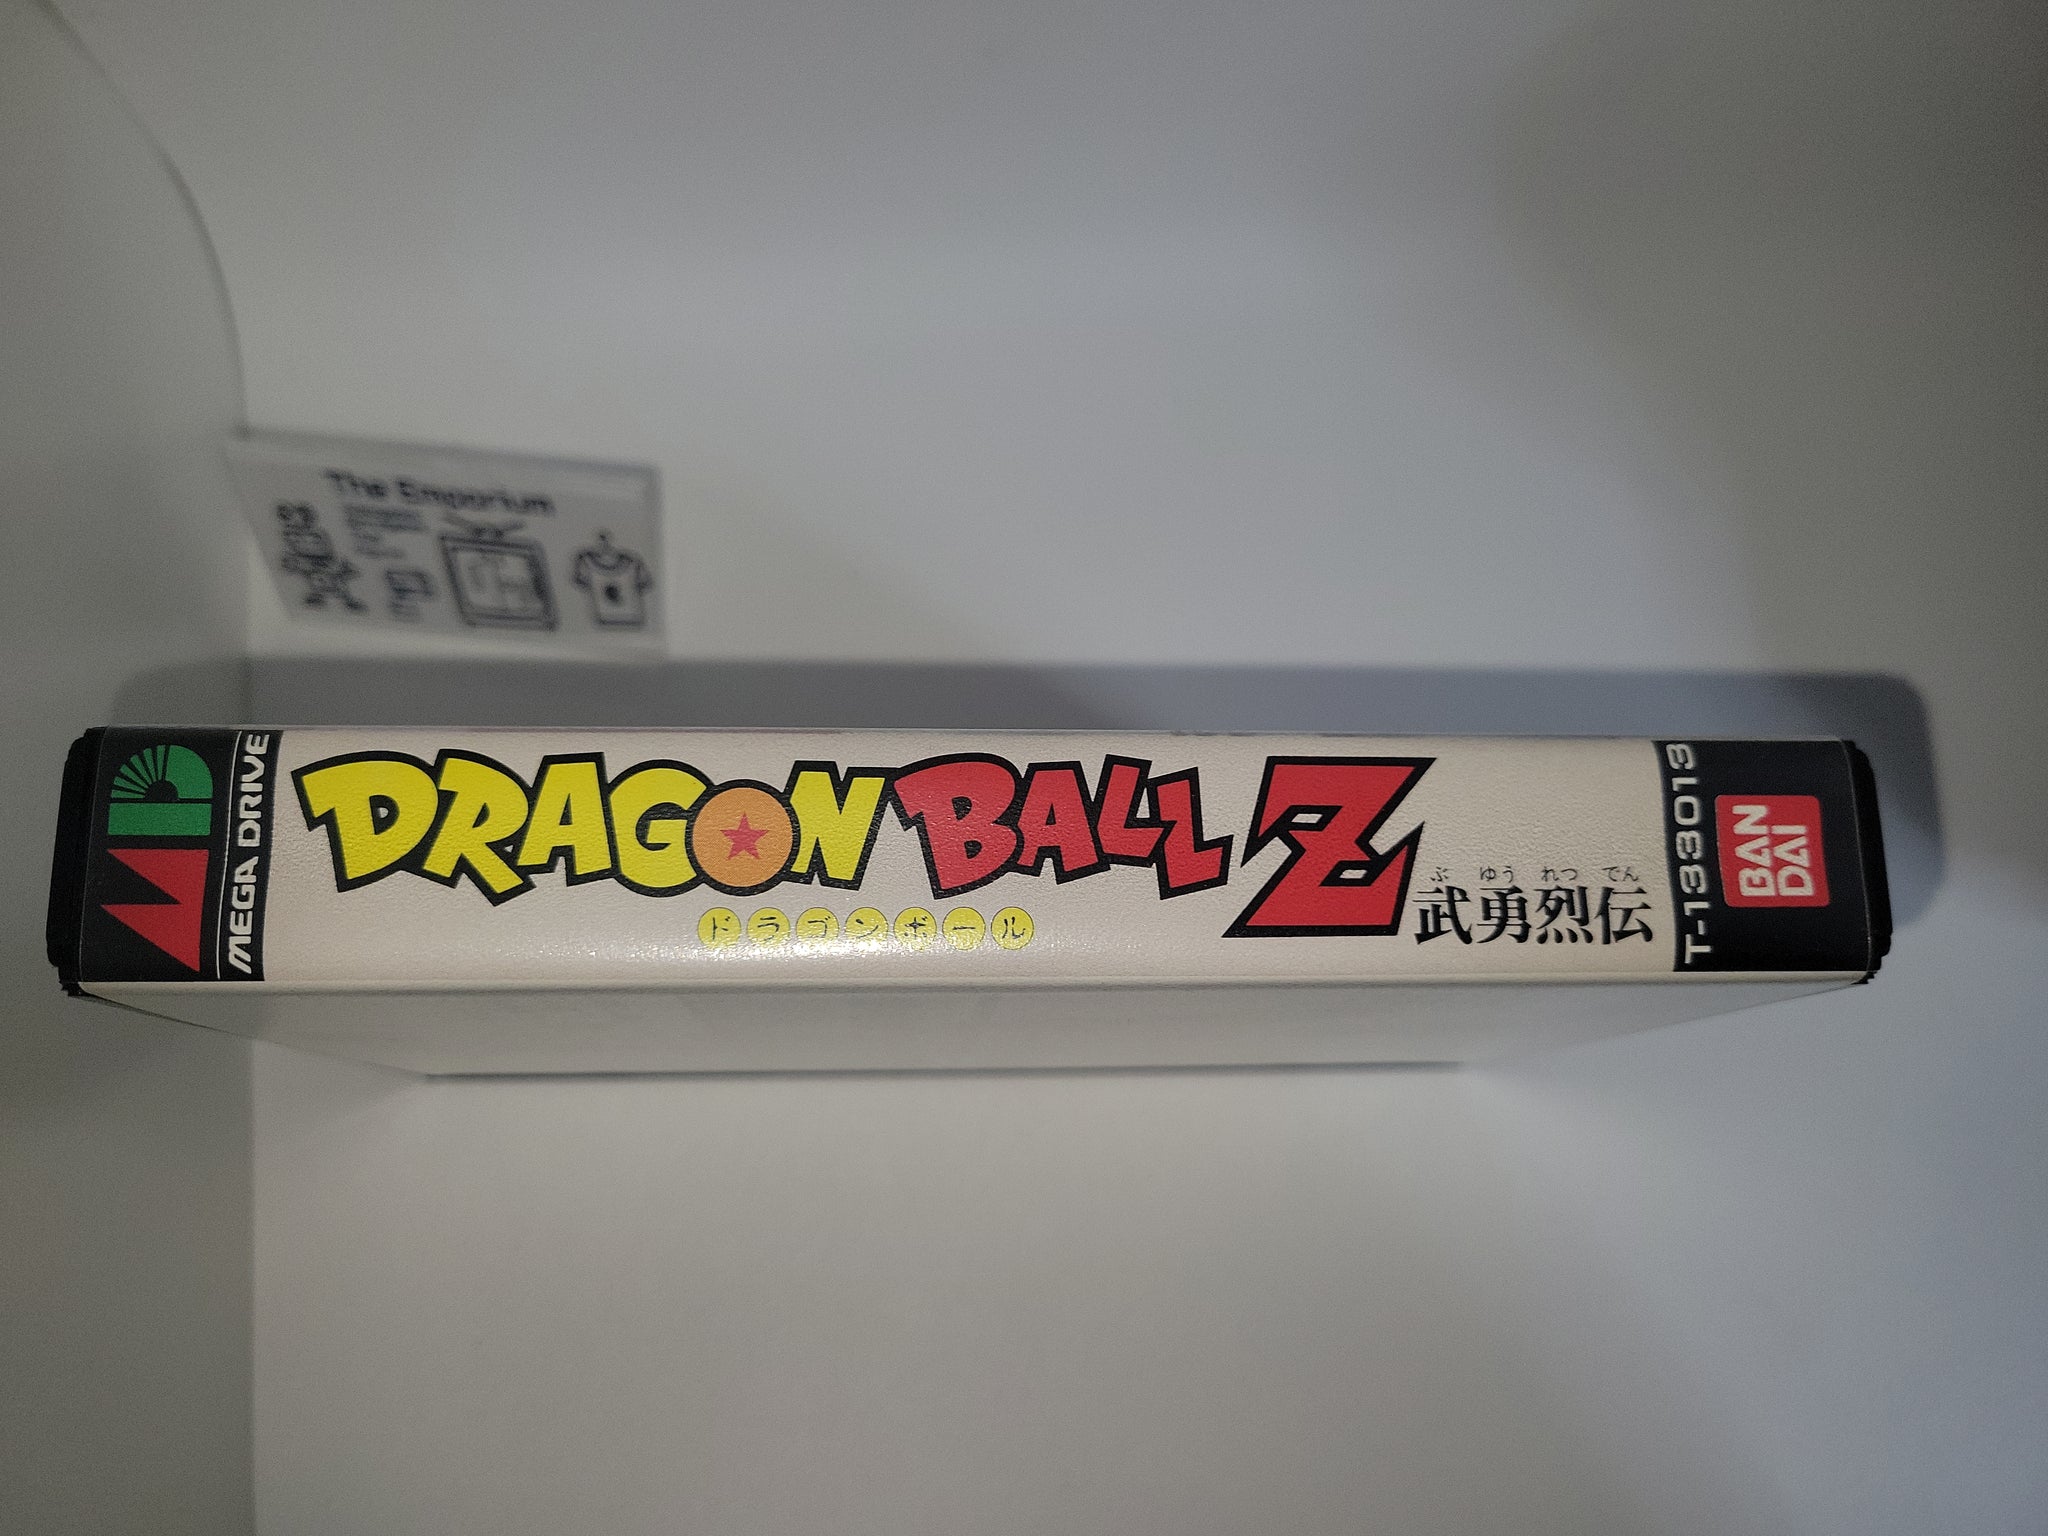 The Emporium
MD
MEGA DRIVE
DRAGON BALL Z
ドラゴンボール
ぶ ゆう れつ でん
武勇烈伝
T-133013
BAN
DAI